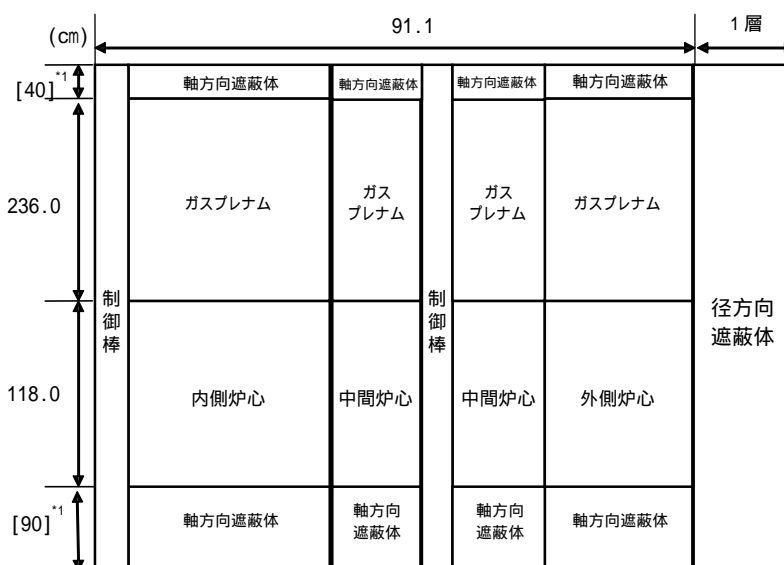 (㎝)
91.1
1層
[40]*1
軸方向遮蔽体
軸方向遮蔽体
軸方向遮蔽体
軸方向遮蔽体
236.0
ガスプレナム
ガス
プレナム
ガス
プレナム
ガスプレナム
制
御
棒
制
御
棒
径方向
遮蔽体
118.0
内側炉心
中間炉心
中間炉心
外側炉心
[90]*1
軸方向遮蔽体
軸方向
遮蔽体
軸方向
遮蔽体
軸方向遮蔽体